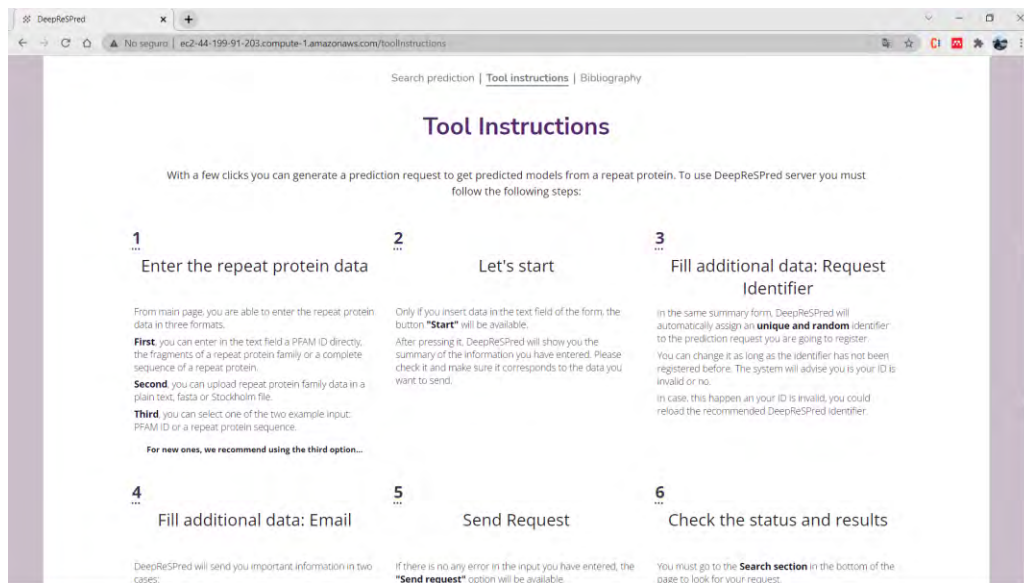 DeepReSPred
No seguro | ec2-44-199-91-203.compute-1.amazonaws.com/toolInstructions
Search prediction | Tool instructions | Bibliography
Tool Instructions
With a few clicks you can generate a prediction request to get predicted models from a repeat protein. To use DeepReSPred server you must
follow the following steps:
1
Enter the repeat protein data
From main page, you are able to enter the repeat protein
data in three formats.
First, you can enter in the text field a PFAM ID directly,
the fragments of a repeat protein family or a complete
sequence of a repeat protein.
Second, you can upload repeat protein family data in a
plain text, fasta or Stockholm file.
Third, you can select one of the two example input:
PFAM ID or a repeat protein sequence.
For new ones, we recommend using the third option...
2
Let's start
Only if you insert data in the text field of the form, the
button "Start" will be available.
After pressing it, DeepReSPred will show you the
summary of the information you have entered. Please
check it and make sure it corresponds to the data you
want to send.
3
Fill additional data: Request
Identifier
In the same summary form, DeepReSPred will
automatically assign an unique and random identifier
to the prediction request you are going to register.
You can change it as long as the identifier has not been
registered before. The system will advise you is your ID is
invalid or no.
In case, this happen an your ID is invalid, you could
reload the recommended DeepReSPred identifier.
4
Fill additional data: Email
DeepReSPred will send you important information in two
cases:
5
Send Request
If there is no any error in the input you have entered, the
"Send request" option will be available.
6
Check the status and results
You must go to the Search section in the bottom of the
page to look for your request.